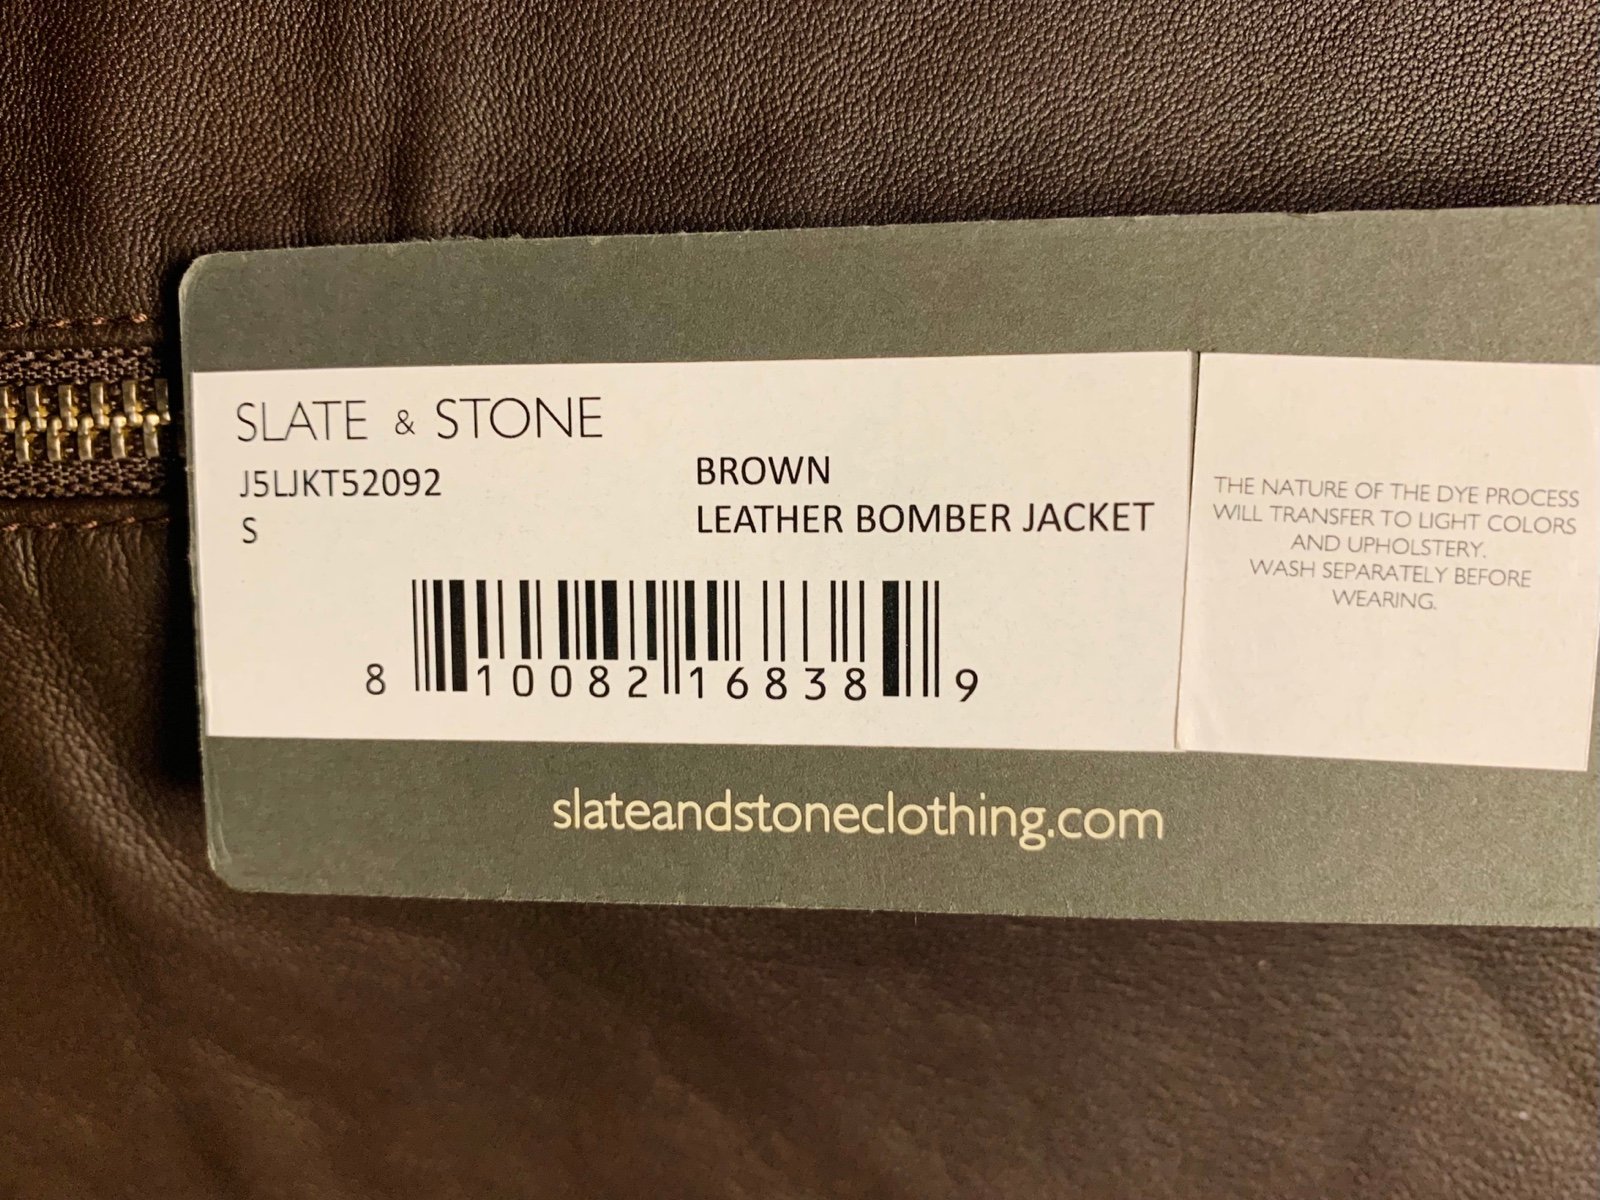 SLATE & STONE
J5LJKT52092
S
BROWN
LEATHER BOMBER JACKET
8 10082 16838 9
THE NATURE OF THE DYE PROCESS
WILL TRANSFER TO LIGHT COLORS
AND UPHOLSTERY.
WASH SEPARATELY BEFORE
WEARING.
slateandstoneclothing.com